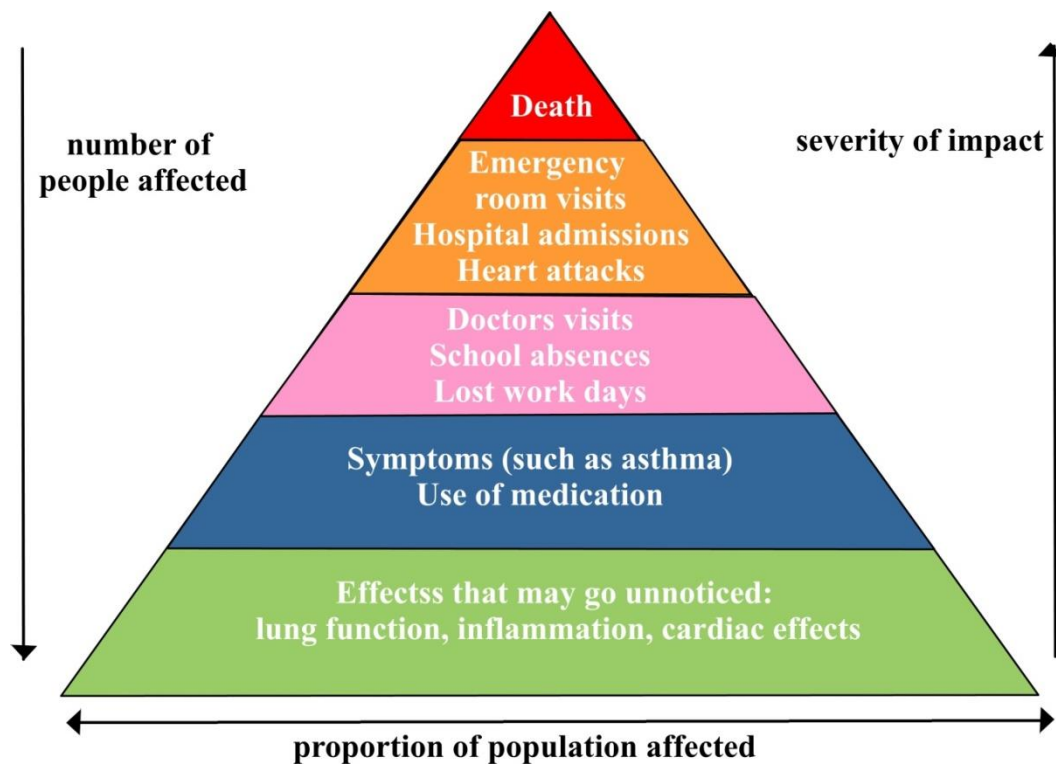 Death
number of
people affected
severity of impact
Emergency
room visits
Hospital admissions
Heart attacks
Doctors visits
School absences
Lost work days
Symptoms (such as asthma)
Use of medication
Effectss that may go unnoticed:
lung function, inflammation, cardiac effects
proportion of population affected